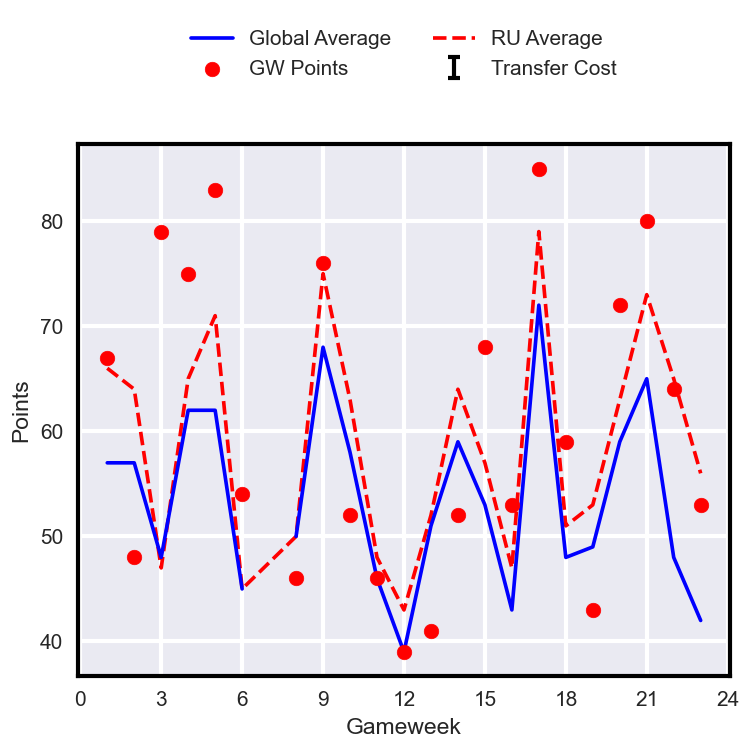 Global Average
RU Average
GW Points
Transfer Cost
Points
80
70
60
50
40
0 3 6 9 12 15 18 21 24
Gameweek